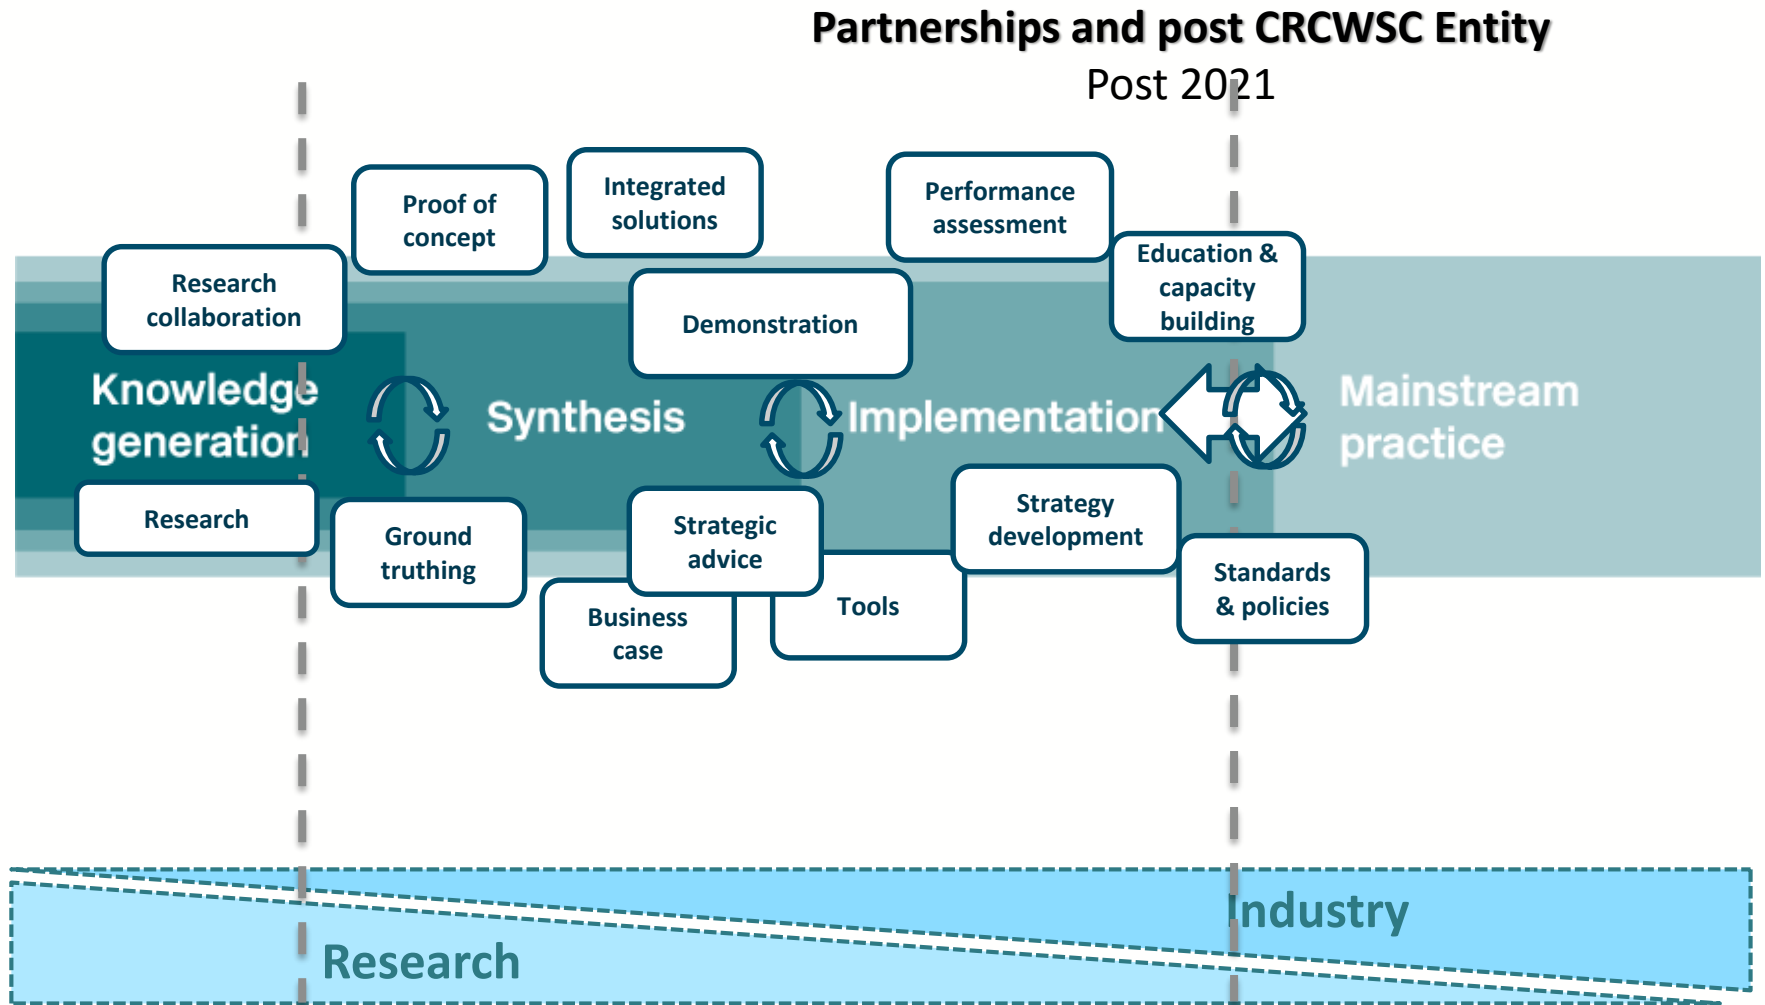 Partnerships and post CRCWSC Entity
Post 2021
Proof of
concept
Integrated
solutions
Performance
assessment
Research
collaboration
Demonstration
Education &
capacity
building
Knowledge
generation
Synthesis
Implementation
Mainstream
practice
Research
Ground
truthing
Strategic
advice
Strategy
development
Business
case
Tools
Standards
& policies
Industry
Research